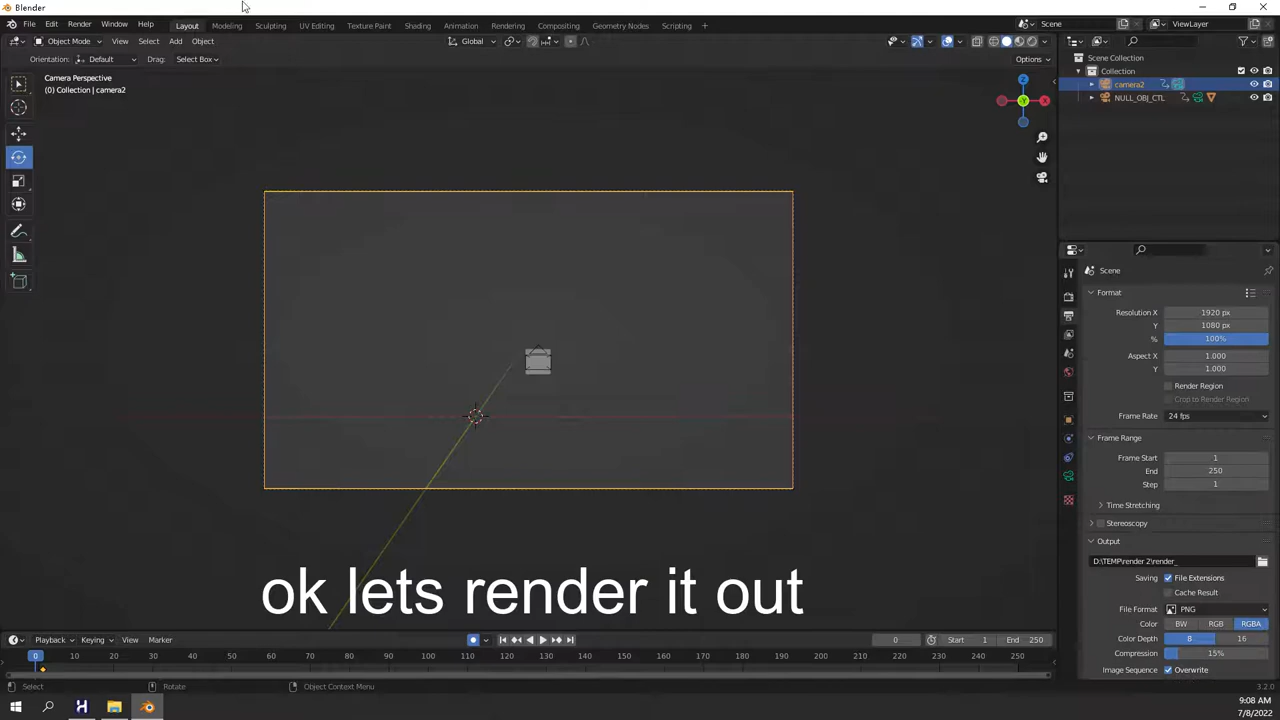 Blender
File Edit Render Window Help
Layout Modeling Sculpting UV Editing Texture Paint Shading Animation Rendering Compositing Geometry Nodes Scripting +
Scene
ViewLayer
Object Mode View Select Add Object
Global
Orientation: Default Drag: Select Box
Options
Camera Perspective
(0) Collection | camera2
Z
Y
X
Scene Collection
Collection
camera2
NULL_OBJ_CTL
Scene
Format
Resolution X 1920 px
Y 1080 px
% 100%
Aspect X 1.000
Y 1.000
Render Region
Crop to Render Region
Frame Rate 24 fps
Frame Range
Frame Start 1
End 250
Step 1
Time Stretching
Stereoscopy
Output
D:\TEMP\render 2\render_
Saving File Extensions
Cache Result
File Format PNG
Color BW RGB RGBA
Color Depth 8 16
Compression 15%
Image Sequence Overwrite
ok lets render it out
Playback Keying View Marker
0 Start 1 End 250
0 10 20 30 40 50 60 70 80 90 100 110 120 130 140 150 160 170 180 190 200 210 220 230 240 250
Select Rotate Object Context Menu
3.2.0
9:08 AM
7/8/2022